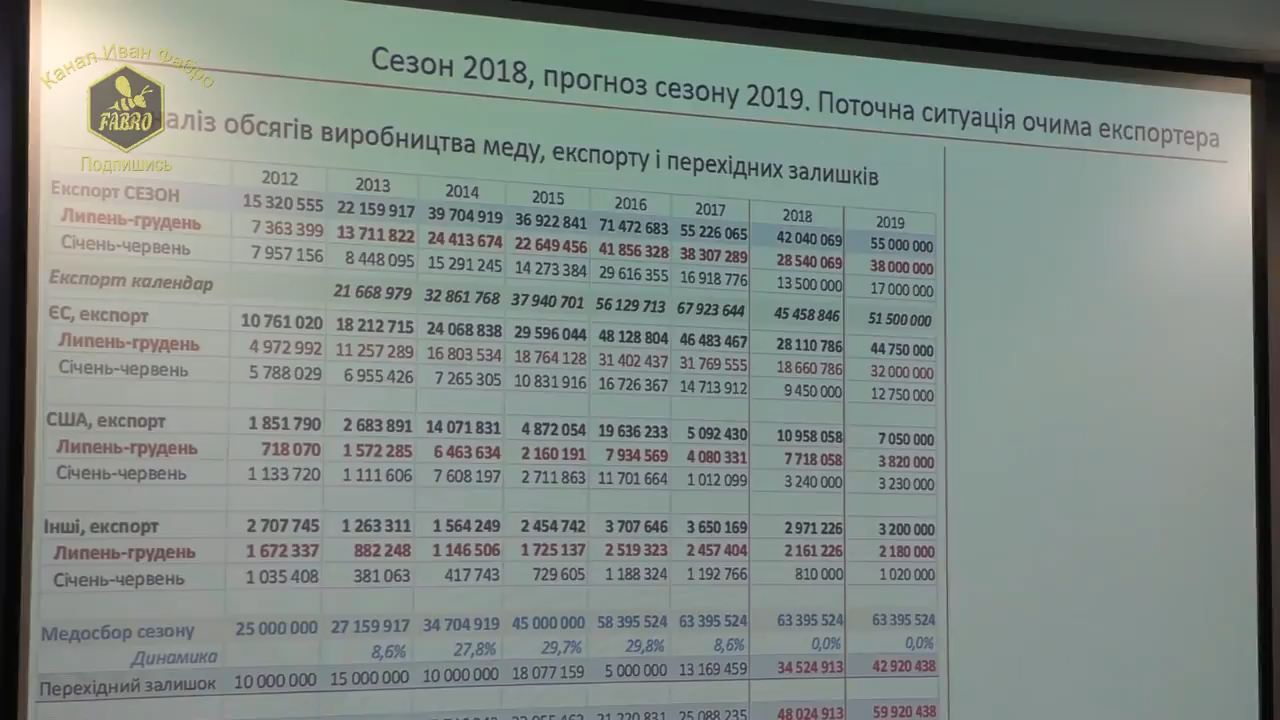 Канал Иван Фабро
FABRO
Подпишись
Сезон 2018, прогноз сезону 2019. Поточна ситуація очима експортера
обсягів виробництва меду, експорту і перехідних залишків
2012 2013 2014 2015 2016 2017 2018 2019
Експорт СЕЗОН 15 320 555 22 159 917 39 704 919 36 922 841 71 472 683 55 226 065 42 040 069 55 000 000
Липень-грудень 7 363 399 13 711 822 24 413 674 22 649 456 41 856 328 38 307 289 28 540 069 38 000 000
Січень-червень 7 957 156 8 448 095 15 291 245 14 273 384 29 616 355 16 918 776 13 500 000 17 000 000
Експорт календар 21 668 979 32 861 768 37 940 701 56 129 713 67 923 644 45 458 846 51 500 000
ЄС, експорт 10 761 020 18 212 715 24 068 838 29 596 044 48 128 804 46 483 467 28 110 786 44 750 000
Липень-грудень 4 972 992 11 257 289 16 803 534 18 764 128 31 402 437 31 769 555 18 660 786 32 000 000
Січень-червень 5 788 029 6 955 426 7 265 305 10 831 916 16 726 367 14 713 912 9 450 000 12 750 000
США, експорт 1 851 790 2 683 891 14 071 831 4 872 054 19 636 233 5 092 430 10 958 058 7 050 000
Липень-грудень 718 070 1 572 285 6 463 634 2 160 191 7 934 569 4 080 331 7 718 058 3 820 000
Січень-червень 1 133 720 1 111 606 7 608 197 2 711 863 11 701 664 1 012 099 3 240 000 3 230 000
Інші, експорт 2 707 745 1 263 311 1 564 249 2 454 742 3 707 646 3 650 169 2 971 226 3 200 000
Липень-грудень 1 672 337 882 248 1 146 506 1 725 137 2 519 323 2 457 404 2 161 226 2 180 000
Січень-червень 1 035 408 381 063 417 743 729 605 1 188 324 1 192 766 810 000 1 020 000
Медосбор сезону 25 000 000 27 159 917 34 704 919 45 000 000 58 395 524 63 395 524 63 395 524 63 395 524
Динамика 8,6% 27,8% 29,7% 29,8% 8,6% 0,0% 0,0%
Перехідний залишок 10 000 000 15 000 000 10 000 000 18 077 159 5 000 000 13 169 459 34 524 913 42 920 438
25 088 235 48 024 913 59 920 438